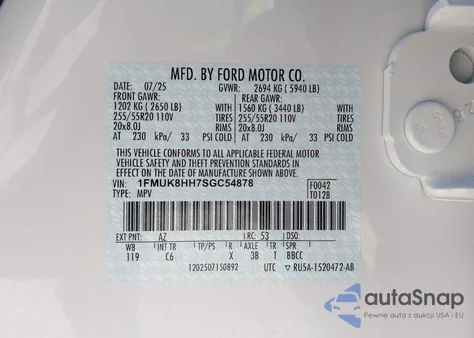 MFD. BY FORD MOTOR CO.
DATE: 07/25 GVWR: 2694 KG ( 5940 LB)
FRONT GAWR: REAR GAWR:
1202 KG ( 2650 LB) WITH 1560 KG ( 3440 LB) WITH
255/55R20 110V TIRES 255/55R20 110V TIRES
20x8.0J RIMS 20x8.0J RIMS
AT 230 kPa/ 33 PSI COLD AT 230 kPa/ 33 PSI COLD
THIS VEHICLE CONFORMS TO ALL APPLICABLE FEDERAL MOTOR
VEHICLE SAFETY AND THEFT PREVENTION STANDARDS IN
EFFECT ON THE DATE OF MANUFACTURE SHOWN ABOVE.
VIN: 1FMUK8HH7SGC54878 F0042
TYPE: MPV T0128
EXT PNT: AZ RC: 53 DSO:
WB INT TR TP/PS R AXLE TR SPR
119 C6 X 3B T BBCC
1202507150892 UTC RU5A-1520472-AB
autoSnap
Pewne auta z aukcji USA i EU